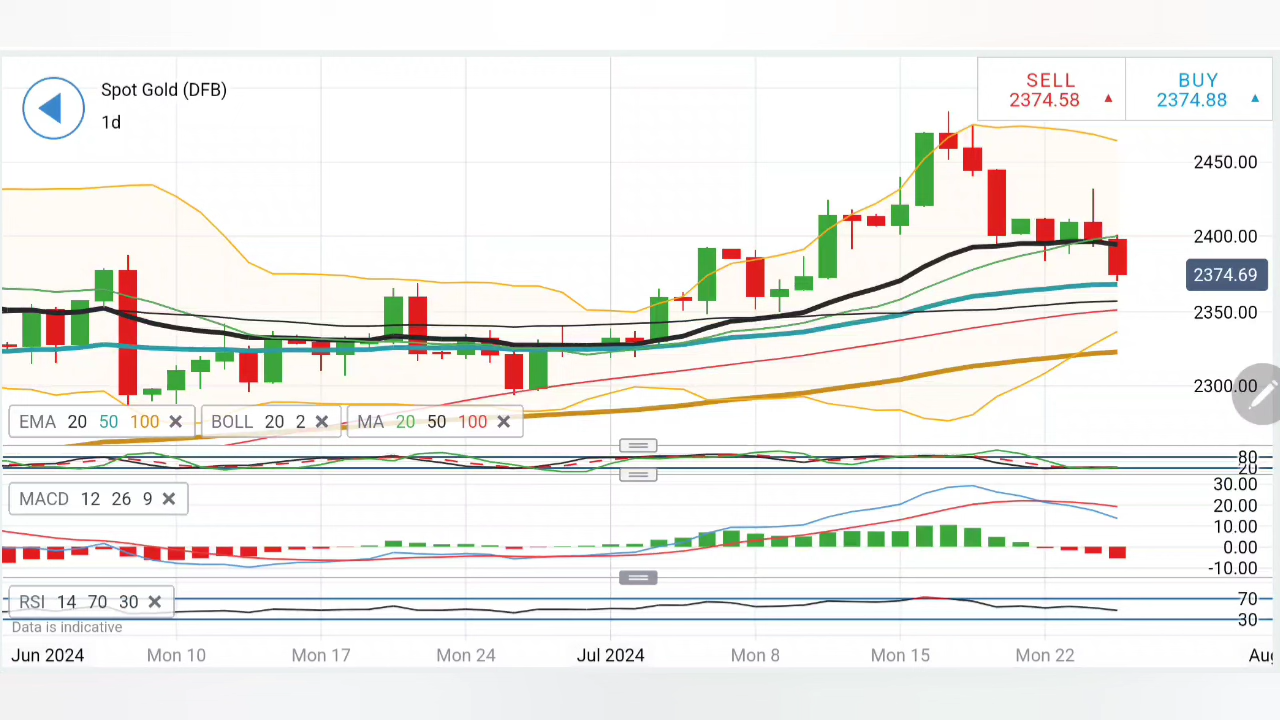 Spot Gold (DFB)
1d
SELL
2374.58
BUY
2374.88
2450.00
2400.00
2374.69
2350.00
2300.00
EMA 20 50 100
BOLL 20 2
MA 20 50 100
80
20
MACD 12 26 9
30.00
20.00
10.00
0.00
-10.00
RSI 14 70 30
70
30
Data is indicative
Jun 2024 Mon 10 Mon 17 Mon 24 Jul 2024 Mon 8 Mon 15 Mon 22 Aug